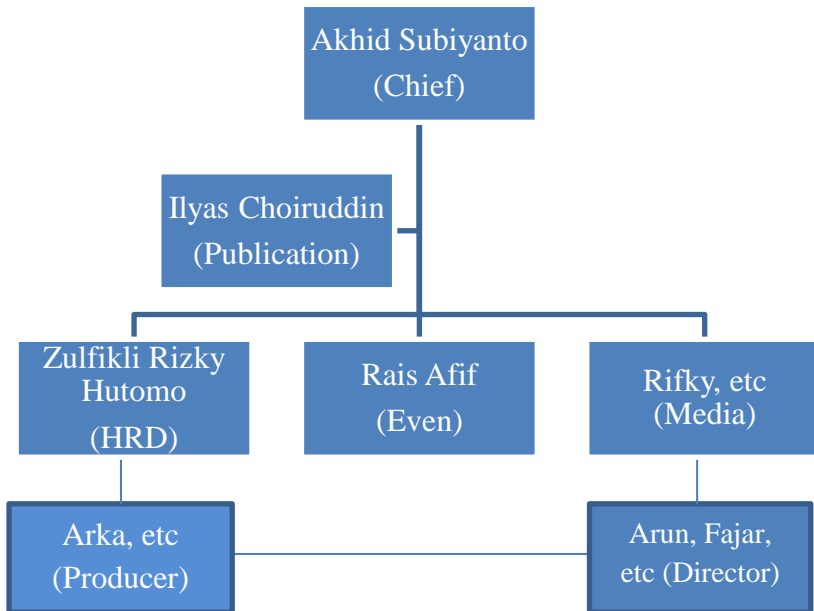 Akhid Subiyanto
(Chief)
Ilyas Choiruddin
(Publication)
Zulfikli Rizky
Hutomo
(HRD)
Rais Afif
(Even)
Rifky, etc
(Media)
Arka, etc
(Producer)
Arun, Fajar,
etc (Director)